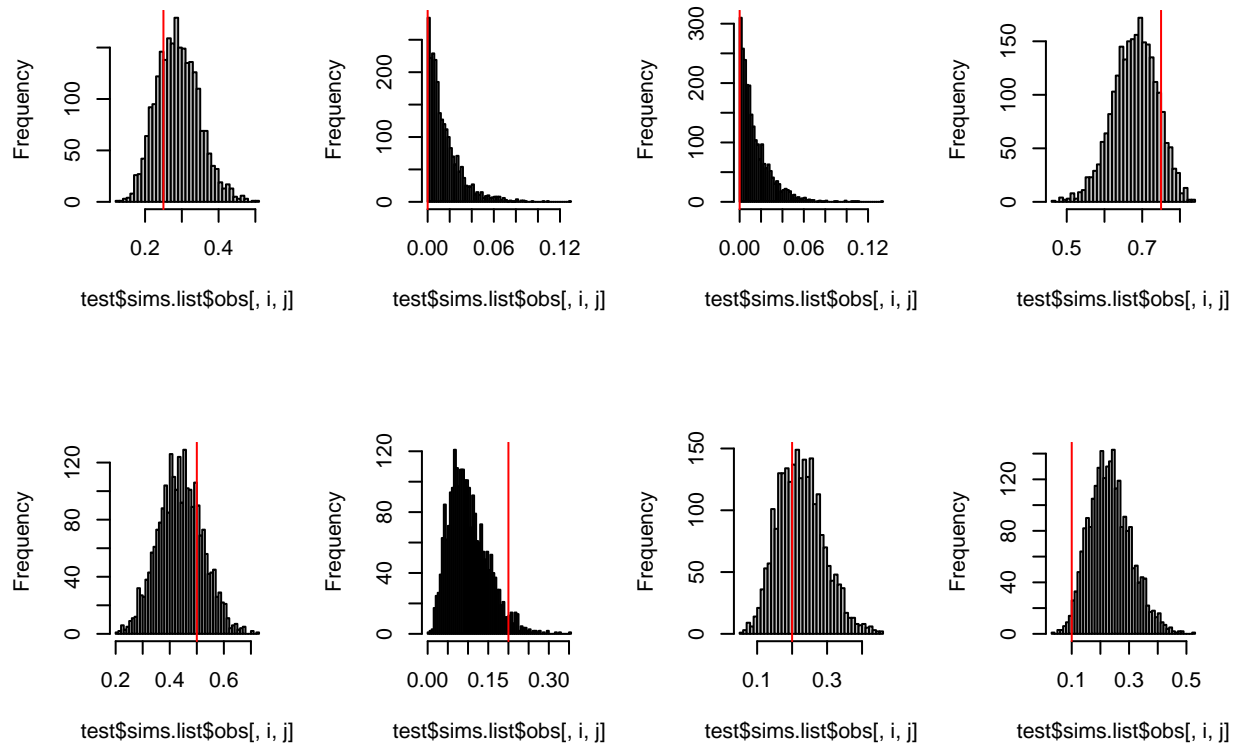 Frequency
0 50 100
0.2 0.4
test$sims.list$obs[, i, j]
Frequency
0 100 200
0.00 0.06 0.12
test$sims.list$obs[, i, j]
Frequency
0 50 100 200 300
0.00 0.06 0.12
test$sims.list$obs[, i, j]
Frequency
0 50 100 150
0.5 0.7
test$sims.list$obs[, i, j]
Frequency
0 40 80 120
0.2 0.4 0.6
test$sims.list$obs[, i, j]
Frequency
0 40 80 120
0.00 0.15 0.30
test$sims.list$obs[, i, j]
Frequency
0 50 100 150
0.1 0.3
test$sims.list$obs[, i, j]
Frequency
0 40 80 120
0.1 0.3 0.5
test$sims.list$obs[, i, j]